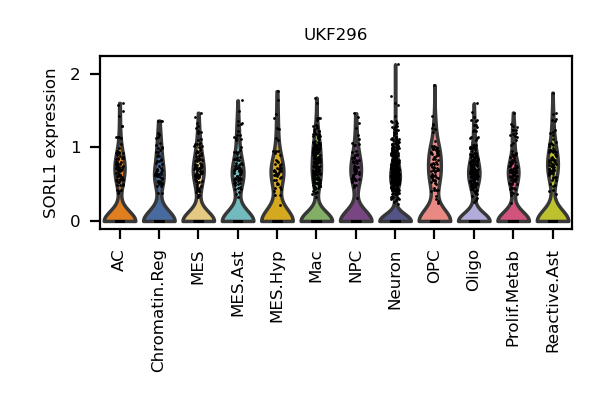 UKF296
SORL1 expression
2
1
0
AC
Chromatin.Reg
MES
MES.Ast
MES.Hyp
Mac
NPC
Neuron
OPC
Oligo
Prolif.Metab
Reactive.Ast